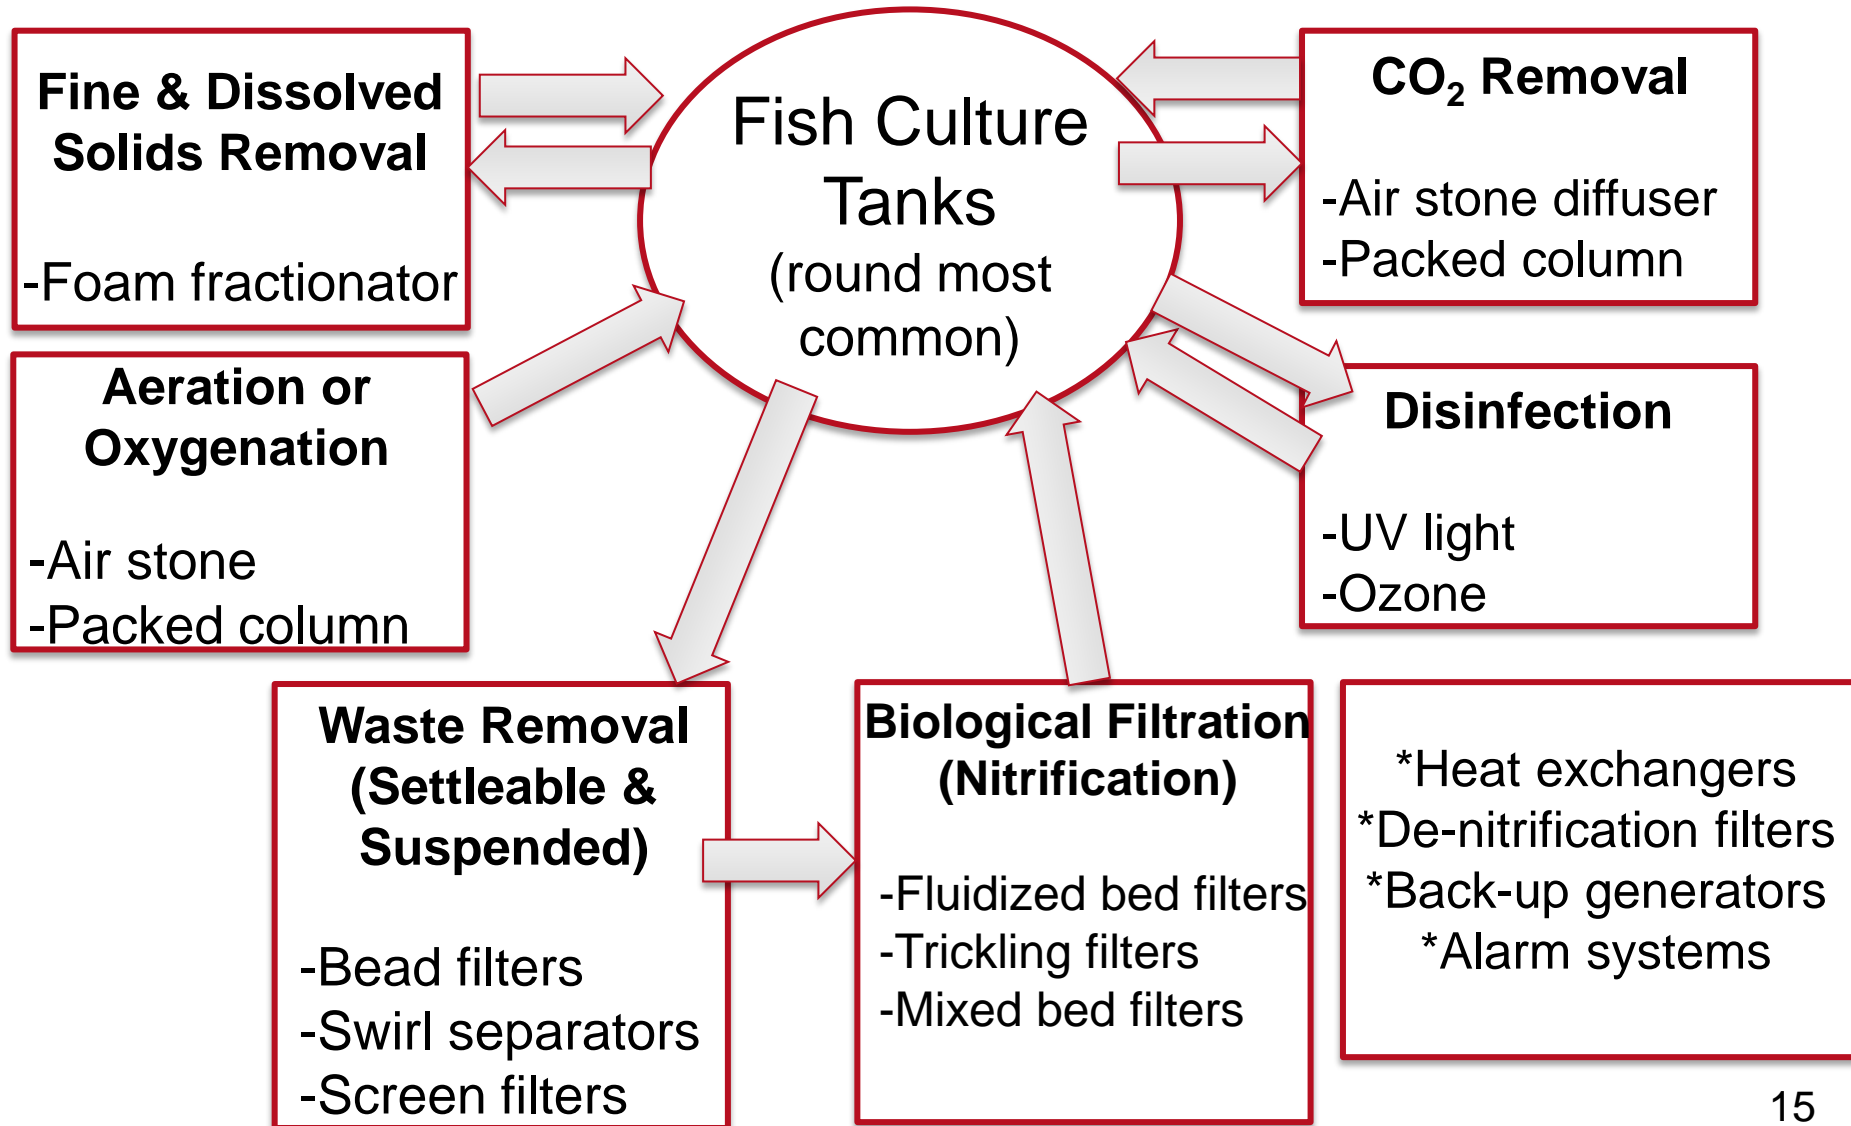 Fine & Dissolved
Solids Removal
-Foam fractionator
Fish Culture
Tanks
(round most
common)
CO₂ Removal
-Air stone diffuser
-Packed column
Aeration or
Oxygenation
-Air stone
-Packed column
Disinfection
-UV light
-Ozone
Waste Removal
(Settleable &
Suspended)
-Bead filters
-Swirl separators
-Screen filters
Biological Filtration
(Nitrification)
-Fluidized bed filters
-Trickling filters
-Mixed bed filters
*Heat exchangers
*De-nitrification filters
*Back-up generators
*Alarm systems
15